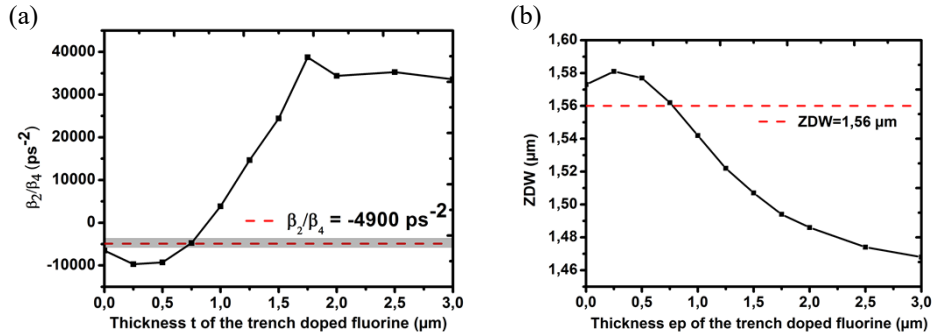 (a)
β2/β4 (ps-2)
40000
30000
20000
10000
0
-10000
β2/β4 = -4900 ps-2
0,0 0,5 1,0 1,5 2,0 2,5 3,0
Thickness t of the trench doped fluorine (µm)
(b)
ZDW (µm)
1,60
1,58
1,56
1,54
1,52
1,50
1,48
1,46
ZDW=1,56 µm
0,0 0,5 1,0 1,5 2,0 2,5 3,0
Thickness ep of the trench doped fluorine (µm)